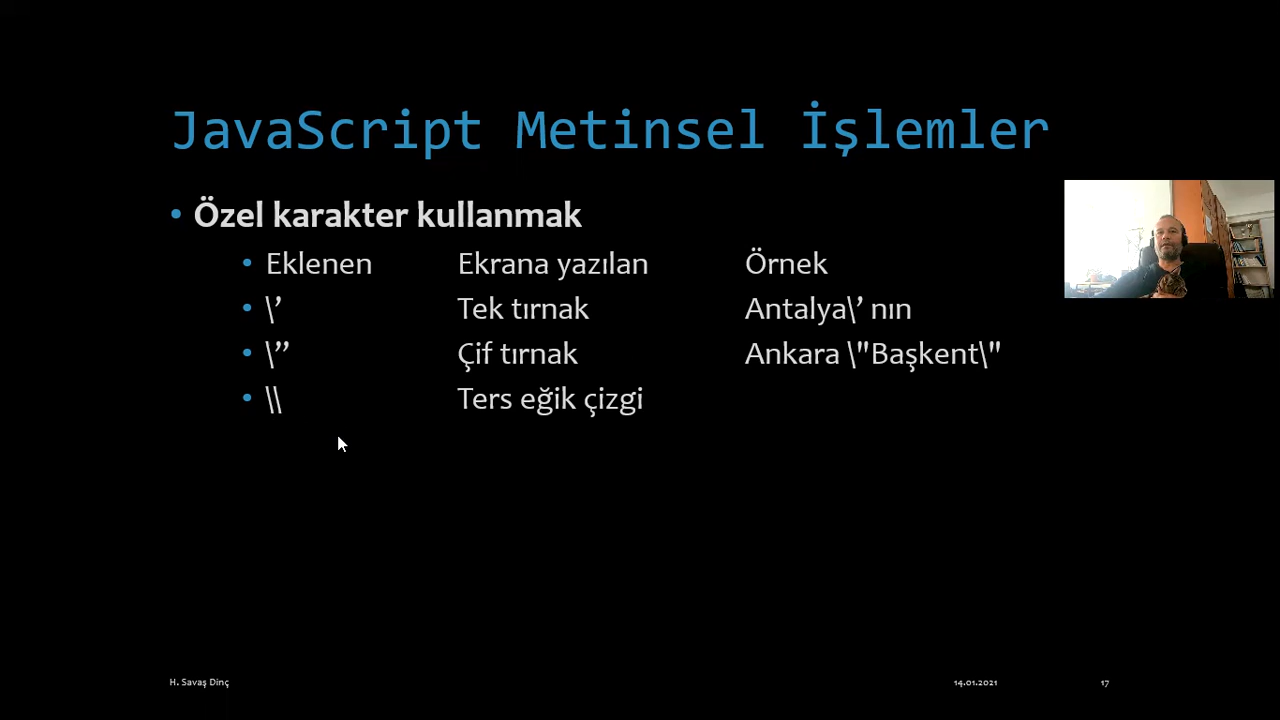 JavaScript Metinsel İşlemler
• Özel karakter kullanmak
• Eklenen Ekrana yazılan Örnek
• \’ Tek tırnak Antalya\’ nın
• \” Çif tırnak Ankara \"Başkent\"
• \\ Ters eğik çizgi
H. Savaş Dinç 14.01.2021 17